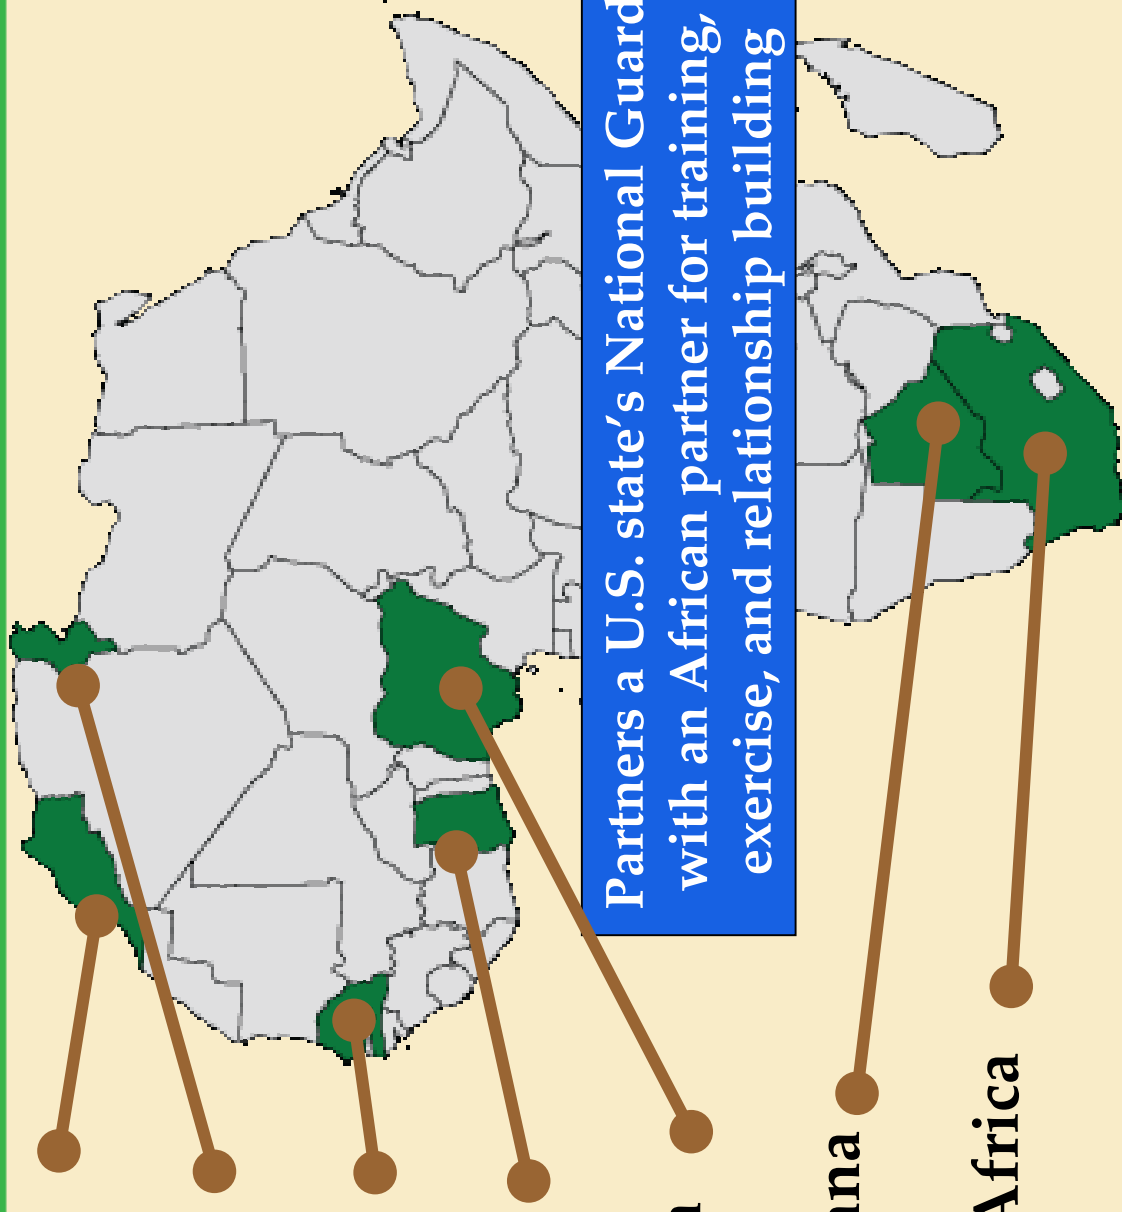 Partners a U.S. state's National Guard
with an African partner for training,
exercise, and relationship building
Africa